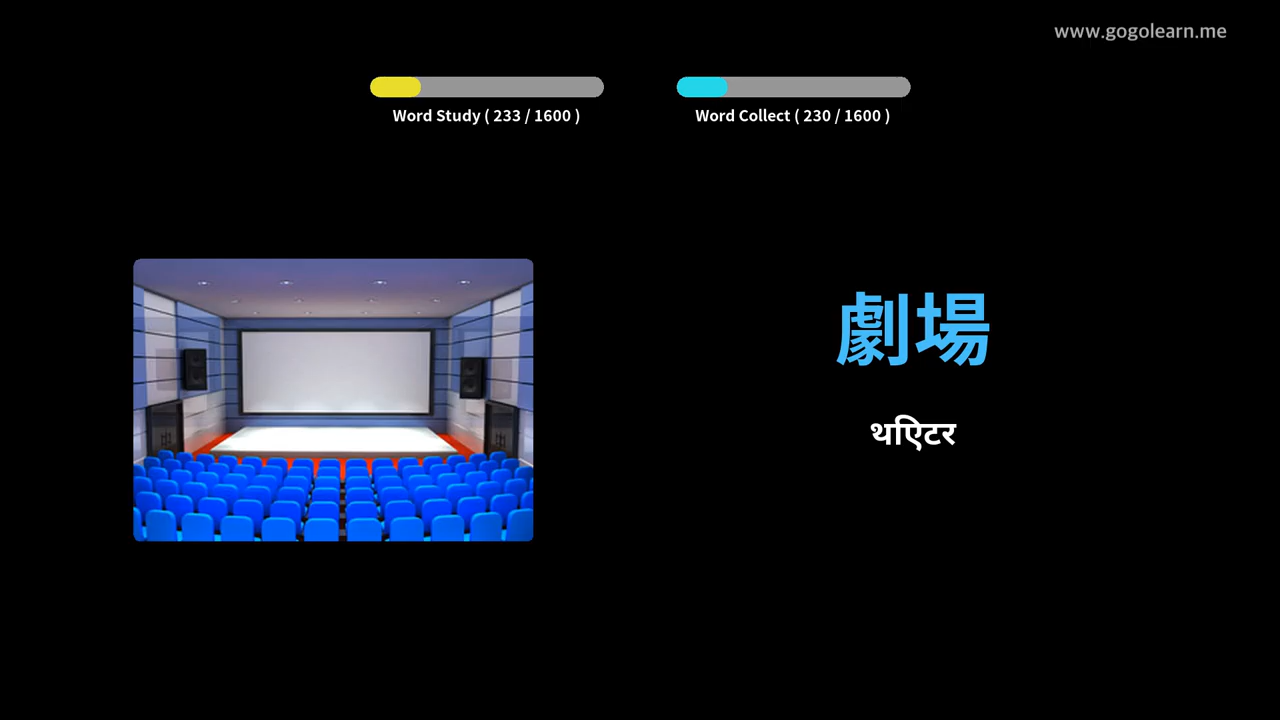 www.gogolearn.me
Word Study ( 233 / 1600 )
Word Collect ( 230 / 1600 )
劇場
थिएटर